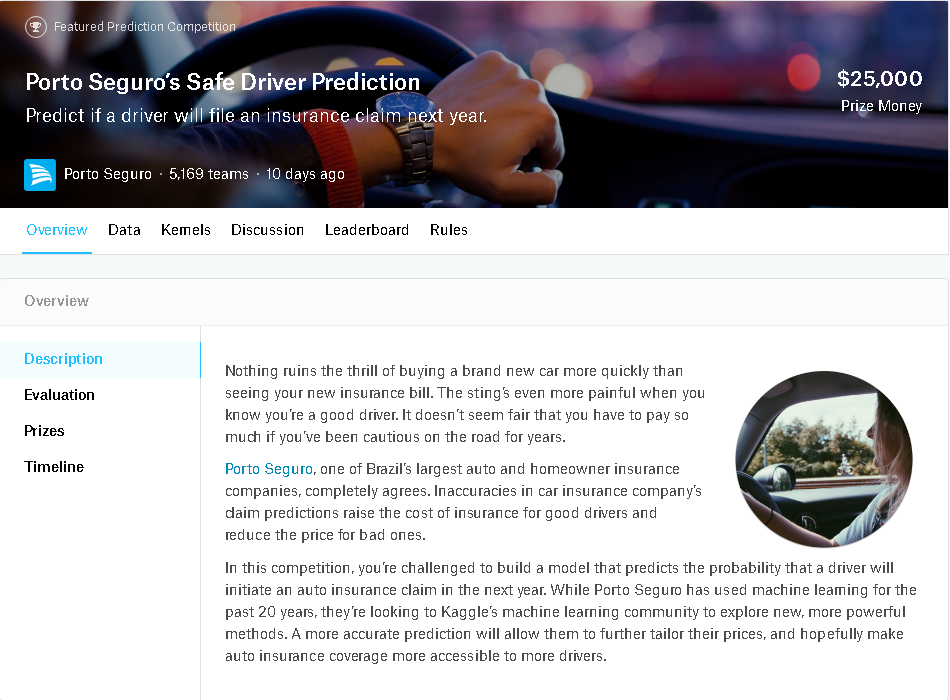 Featured Prediction Competition
Porto Seguro's Safe Driver Prediction
$25,000
Predict if a driver will file an insurance claim next year.
Prize Money
Porto Seguro · 5,169 teams · 10 days ago
Overview Data Kernels Discussion Leaderboard Rules
Overview
Description
Evaluation
Prizes
Timeline
Nothing ruins the thrill of buying a brand new car more quickly than
seeing your new insurance bill. The sting's even more painful when you
know you're a good driver. It doesn't seem fair that you have to pay so
much if you've been cautious on the road for years.
Porto Seguro, one of Brazil's largest auto and homeowner insurance
companies, completely agrees. Inaccuracies in car insurance company's
claim predictions raise the cost of insurance for good drivers and
reduce the price for bad ones.
In this competition, you're challenged to build a model that predicts the probability that a driver will
initiate an auto insurance claim in the next year. While Porto Seguro has used machine learning for the
past 20 years, they're looking to Kaggle's machine learning community to explore new, more powerful
methods. A more accurate prediction will allow them to further tailor their prices, and hopefully make
auto insurance coverage more accessible to more drivers.